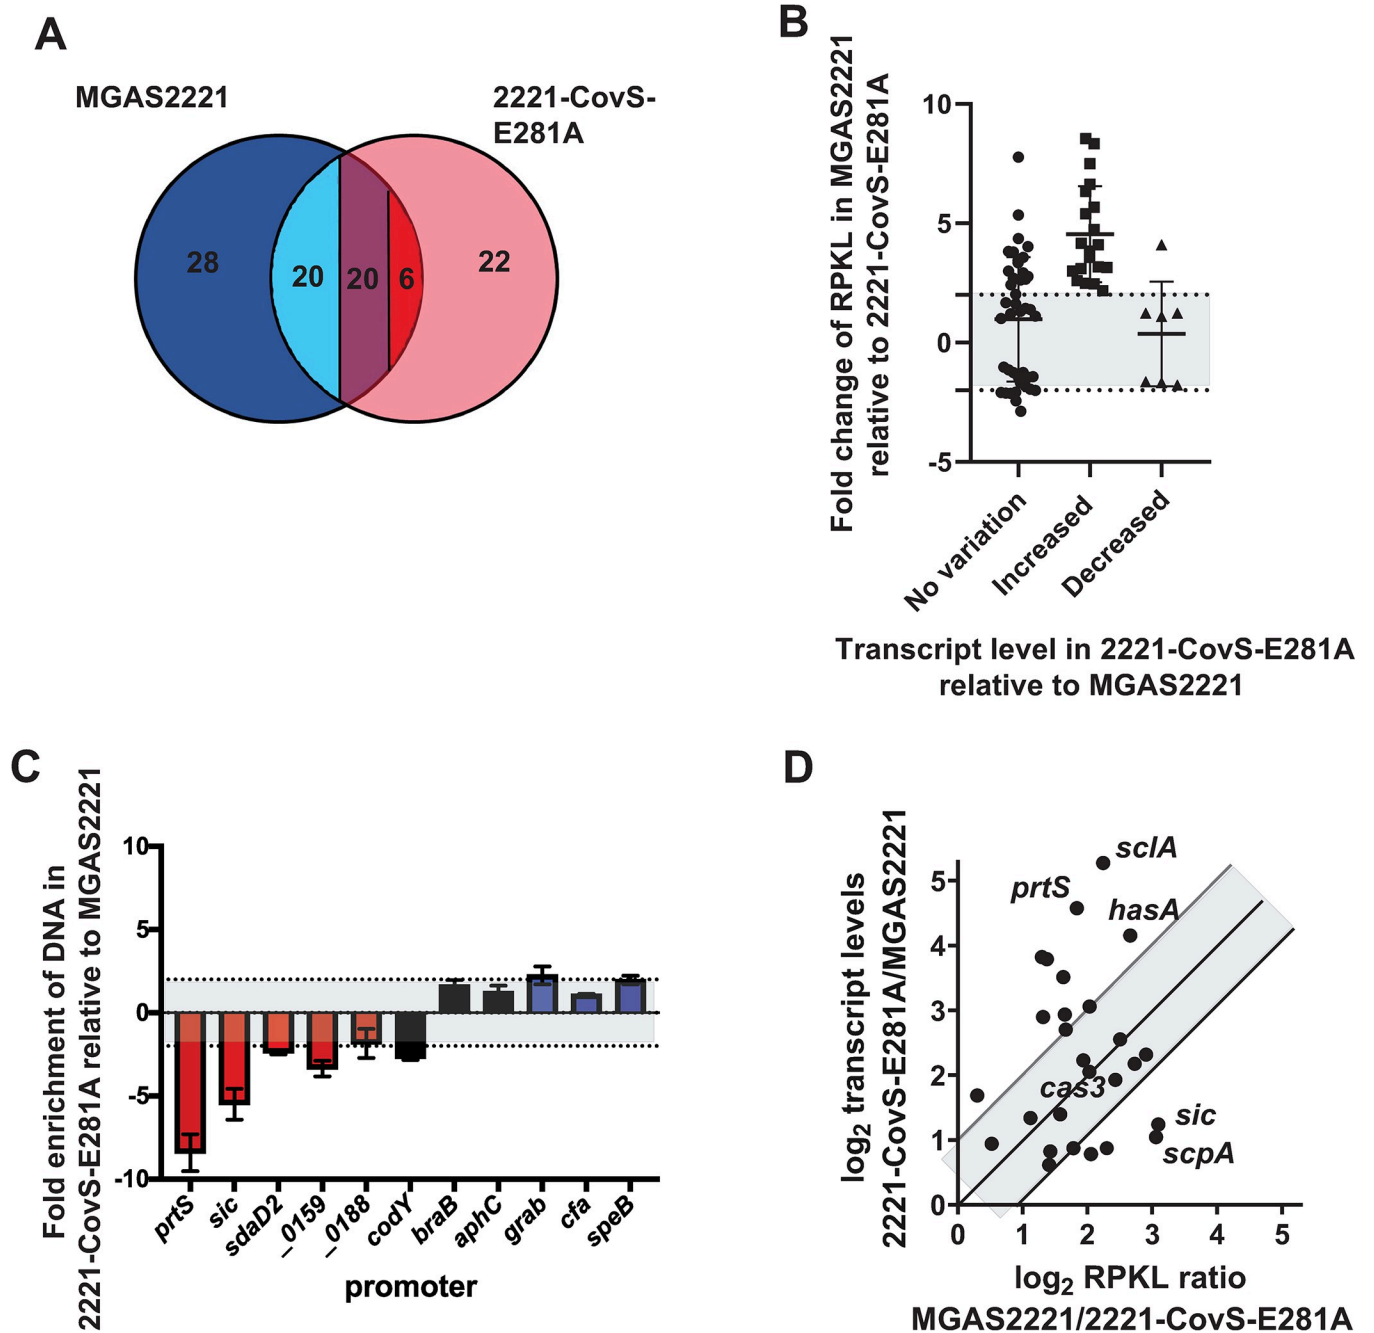 A
MGAS2221
2221-CovS-
E281A
28
20
20
6
22
B
Fold change of RPKL in MGAS2221
relative to 2221-CovS-E281A
10
5
0
-5
No variation
Increased
Decreased
Transcript level in 2221-CovS-E281A
relative to MGAS2221
C
Fold enrichment of DNA in
2221-CovS-E281A relative to MGAS2221
10
5
0
-5
-10
prtS
sic
sdaD2
_0159
_0188
codY
braB
aphC
grab
cfa
speB
promoter
D
log2 transcript levels
2221-CovS-E281A/MGAS2221
5
4
3
2
1
0
sclA
prtS
hasA
cas3
sic
scpA
0 1 2 3 4 5
log2 RPKL ratio
MGAS2221/2221-CovS-E281A